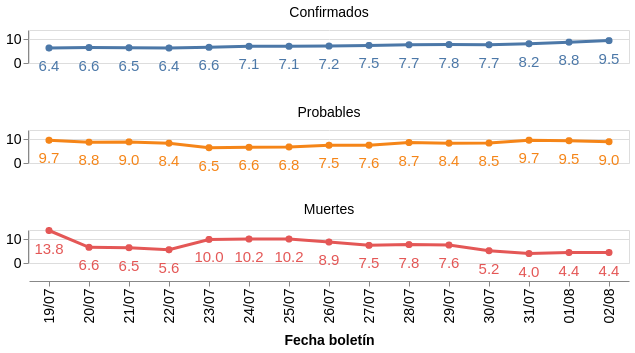 Confirmados
10
0
6.4 6.6 6.5 6.4 6.6 7.1 7.1 7.2 7.5 7.7 7.8 7.7 8.2 8.8 9.5
Probables
10
0
9.7 8.8 9.0 8.4 6.5 6.6 6.8 7.5 7.6 8.7 8.4 8.5 9.7 9.5 9.0
Muertes
10
0
13.8 6.6 6.5 5.6 10.0 10.2 10.2 8.9 7.5 7.8 7.6 5.2 4.0 4.4 4.4
19/07 20/07 21/07 22/07 23/07 24/07 25/07 26/07 27/07 28/07 29/07 30/07 31/07 01/08 02/08
Fecha boletín